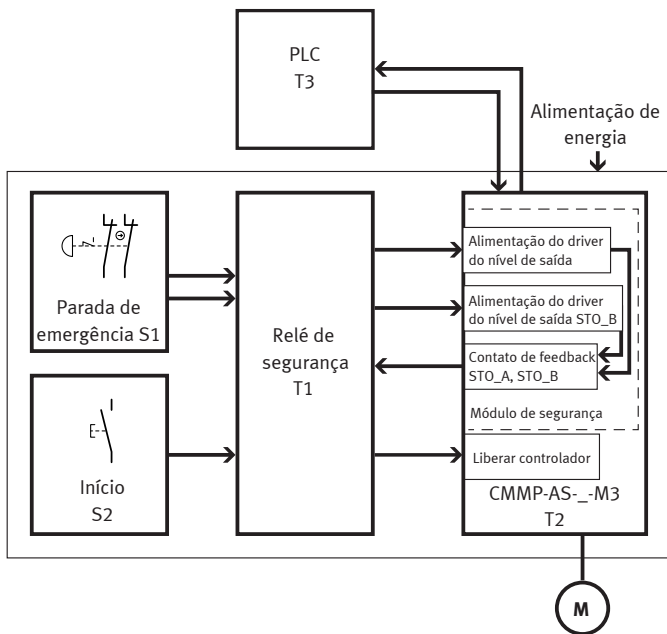 PLC
T3
Alimentação de
energia
Parada de
emergência S1
Início
S2
Relé de
segurança
T1
Alimentação do driver
do nível de saída
Alimentação do driver
do nível de saída STO_B
Contato de feedback
STO_A, STO_B
Módulo de segurança
Liberar controlador
CMMP-AS-_-M3
T2
M